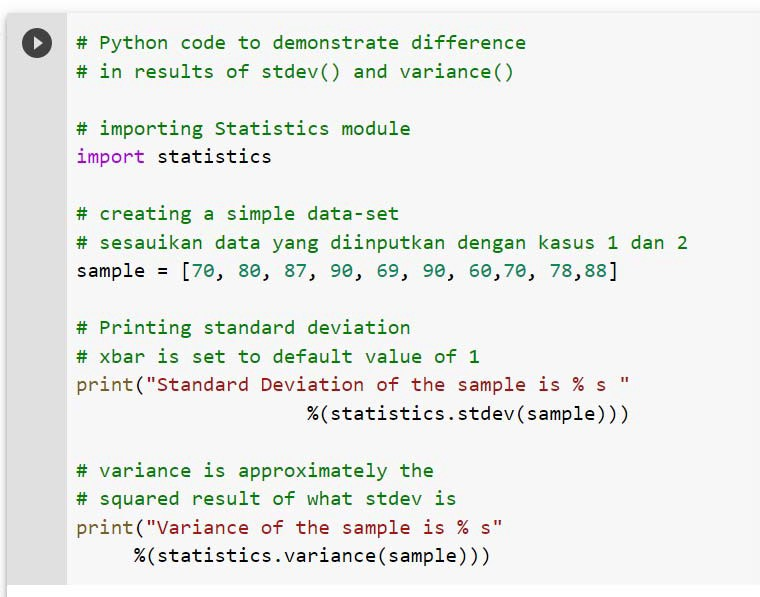 # Python code to demonstrate difference
# in results of stdev() and variance()
# importing Statistics module
import statistics
# creating a simple data-set
# sesauikan data yang diinputkan dengan kasus 1 dan 2
sample = [70, 80, 87, 90, 69, 90, 60,70, 78,88]
# Printing standard deviation
# xbar is set to default value of 1
print("Standard Deviation of the sample is % s "
%(statistics.stdev(sample)))
# variance is approximately the
# squared result of what stdev is
print("Variance of the sample is % s"
%(statistics.variance(sample)))